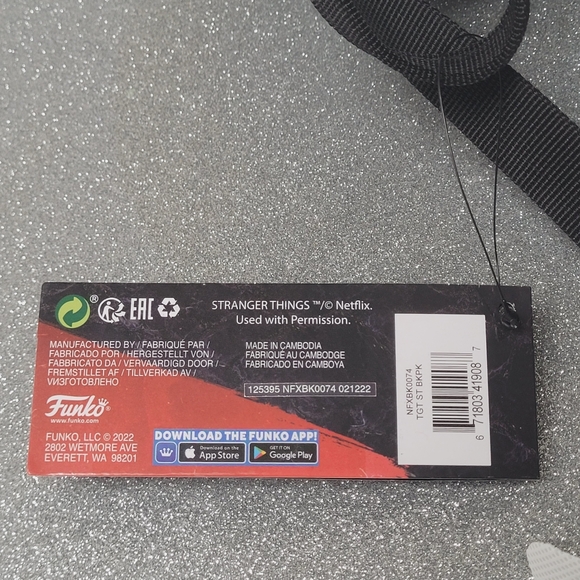 ® EAC
STRANGER THINGS ™/© Netflix.
Used with Permission.
MANUFACTURED BY / FABRIQUÉ PAR /
FABRICADO POR / HERGESTELLT VON /
FABBRICATO DA / VERVAARDIGD DOOR /
FREMSTILLET AF / TILLVERKAD AV /
VИЗГОТОВЛЕНО
MADE IN CAMBODIA
FABRIQUÉ AU CAMBODGE
FABRICADO EN CAMBOYA
125395 NFXBK0074 021222
Funko®
www.funko.com
FUNKO, LLC © 2022
2802 WETMORE AVE
EVERETT, WA 98201
DOWNLOAD THE FUNKO APP!
Download on the
App Store
GET IT ON
Google Play
NFXBK0074
TGT ST BKPK
6 71803 41908 7